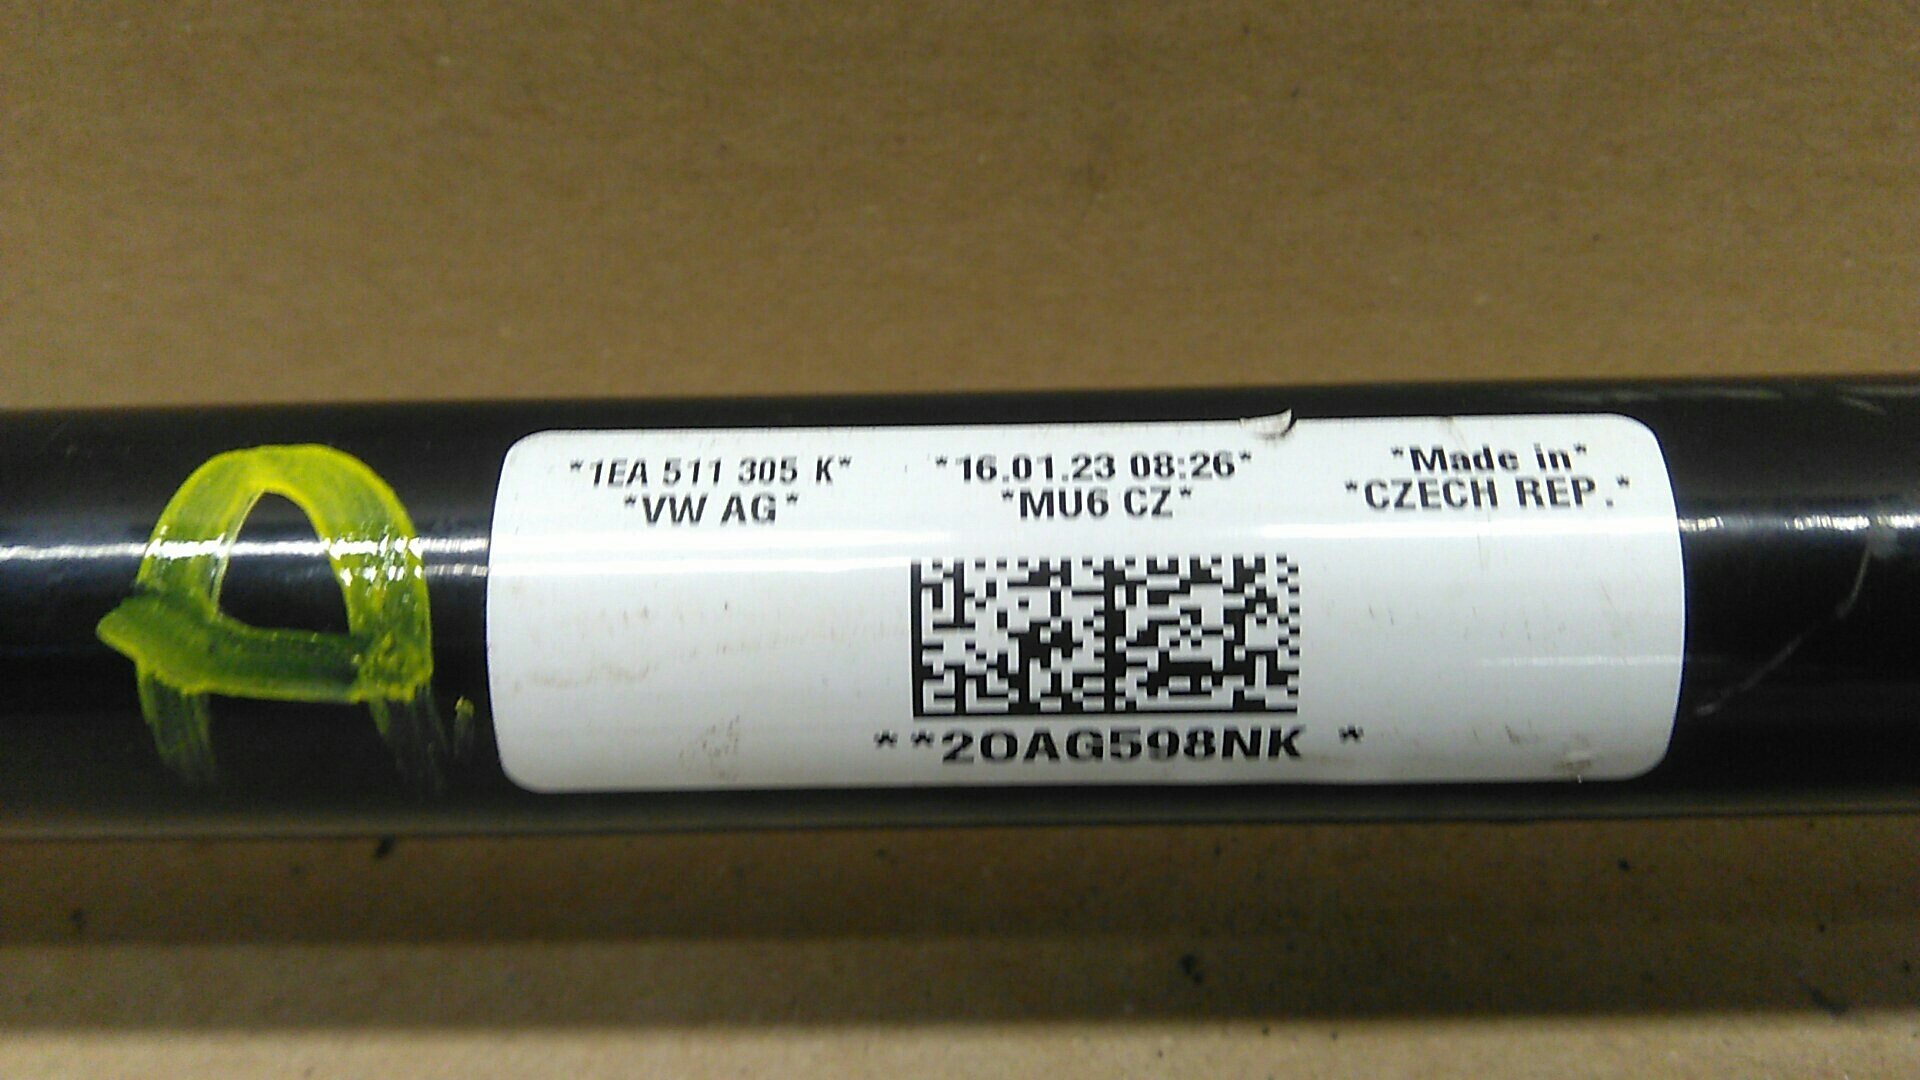 *1EA 511 305 K* *16.01.23 08:26* *Made in*
*VW AG* *MU6 CZ* *CZECH REP.*
**2OAG598NK *